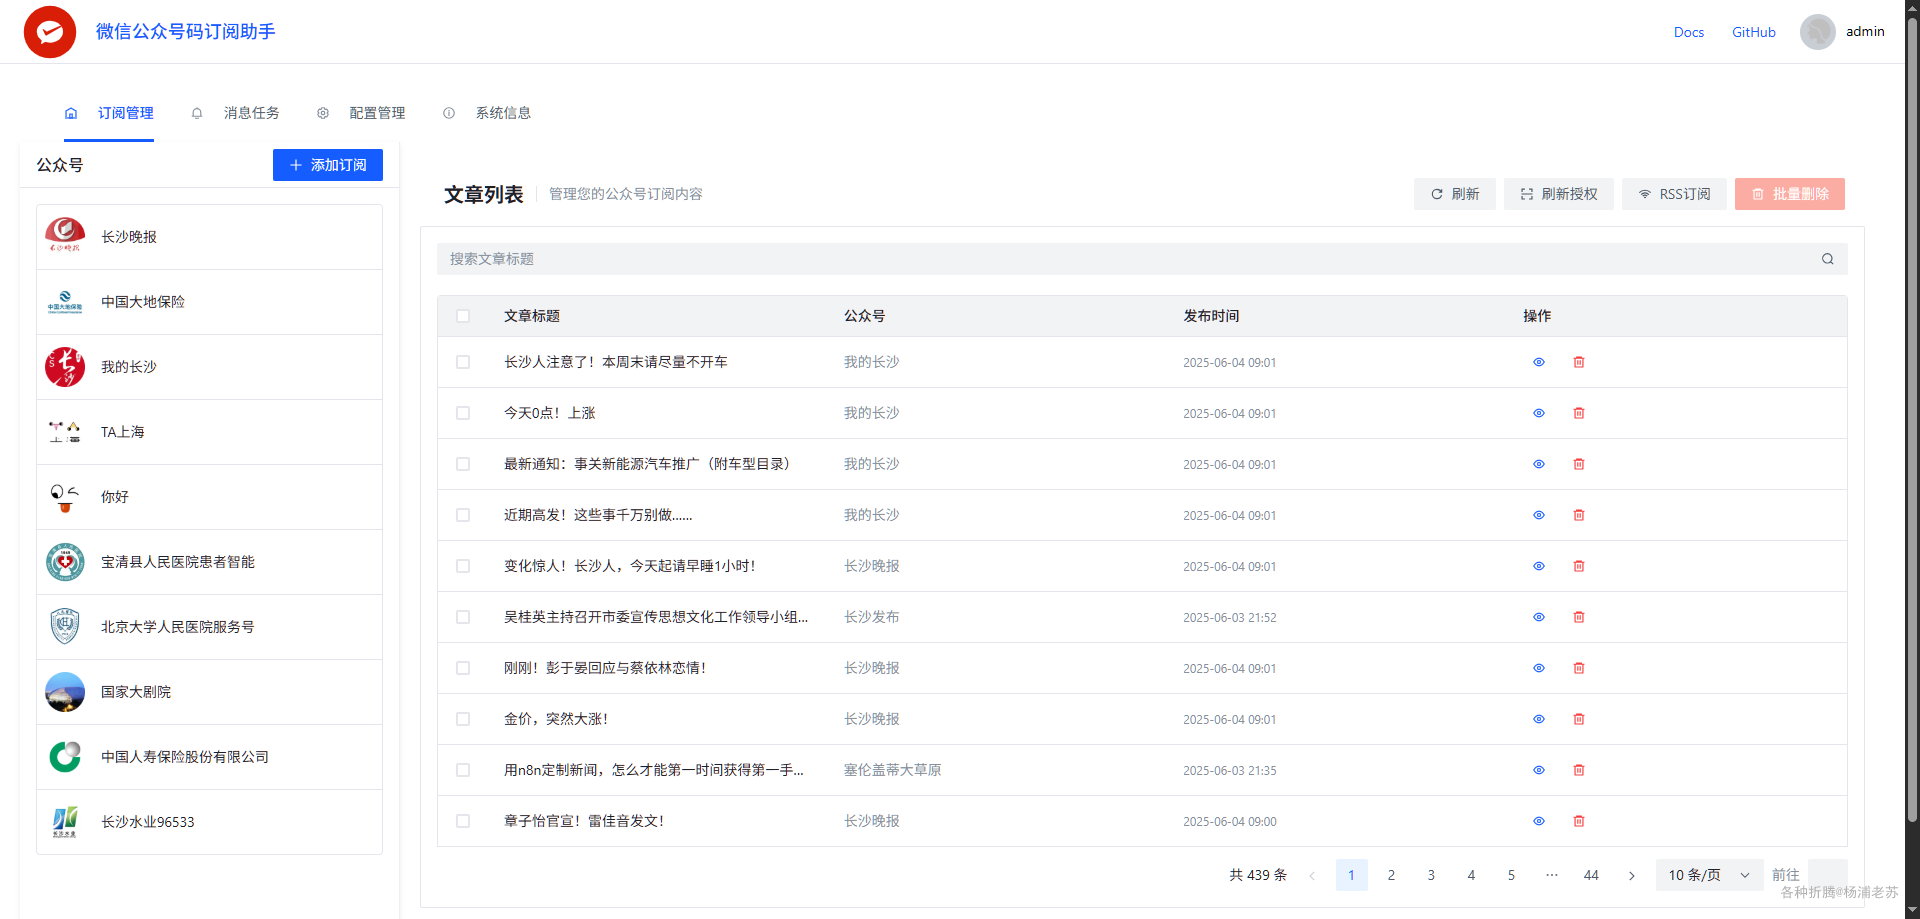 微信公众号码订阅助手
Docs
GitHub
admin
订阅管理
消息任务
配置管理
系统信息
公众号
添加订阅
长沙晚报
中国大地保险
我的长沙
TA上海
你好
宝清县人民医院患者智能
北京大学人民医院服务号
国家大剧院
中国人寿保险股份有限公司
长沙水业96533
文章列表 管理您的公众号订阅内容
刷新
刷新授权
RSS订阅
批量删除
搜索文章标题
文章标题 公众号 发布时间 操作
长沙人注意了！本周末请尽量不开车 我的长沙 2025-06-04 09:01
今天0点！上涨 我的长沙 2025-06-04 09:01
最新通知：事关新能源汽车推广（附车型目录） 我的长沙 2025-06-04 09:01
近期高发！这些事千万别做...... 我的长沙 2025-06-04 09:01
变化惊人！长沙人，今天起请早睡1小时！ 长沙晚报 2025-06-04 09:01
吴桂英主持召开市委宣传思想文化工作领导小组... 长沙发布 2025-06-03 21:52
刚刚！彭于晏回应与蔡依林恋情！ 长沙晚报 2025-06-04 09:01
金价，突然大涨！ 长沙晚报 2025-06-04 09:01
用n8n定制新闻，怎么才能第一时间获得第一手... 塞伦盖蒂大草原 2025-06-03 21:35
章子怡官宣！雷佳音发文！ 长沙晚报 2025-06-04 09:00
共 439 条 1 2 3 4 5 ··· 44 10 条/页 前往
各种折腾@杨浦老苏